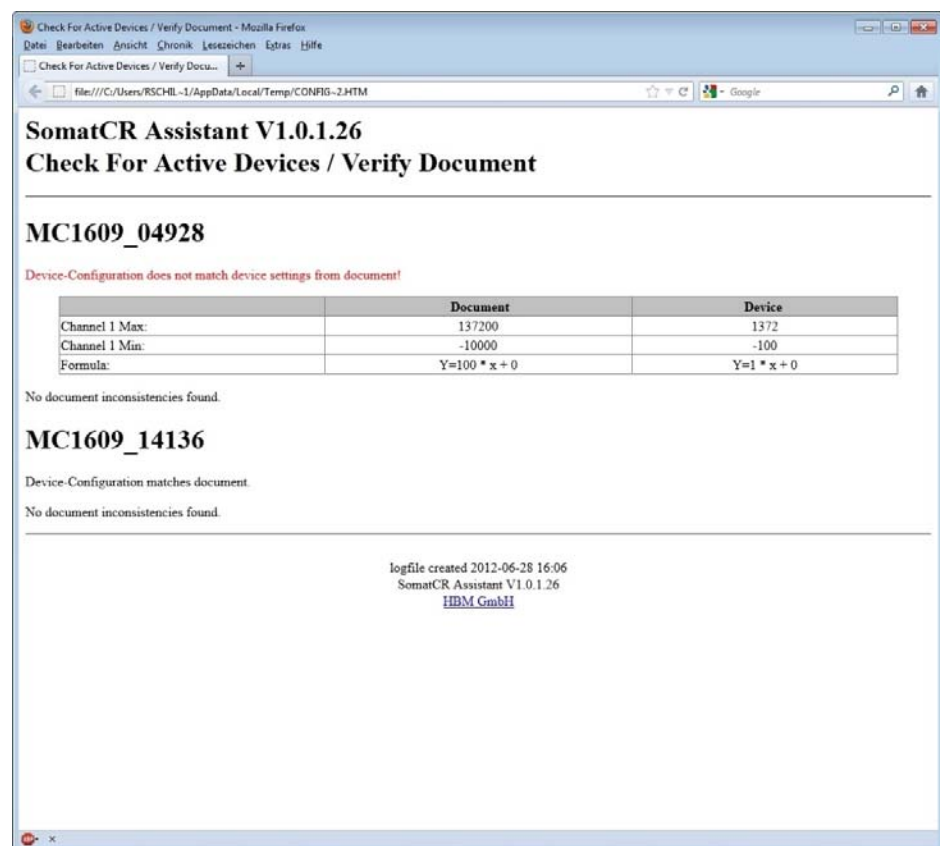 Check For Active Devices / Verify Document - Mozilla Firefox
Datei Bearbeiten Ansicht Chronik Lesezeichen Extras Hilfe
Check For Active Devices / Verify Docu... +
file:///C:/Users/RSCHIL~1/AppData/Local/Temp/CONFIG~2.HTM Google
SomatCR Assistant V1.0.1.26
Check For Active Devices / Verify Document
MC1609_04928
Device-Configuration does not match device settings from document!
Document Device
Channel 1 Max: 137200 1372
Channel 1 Min: -10000 -100
Formula: Y=100 * x + 0 Y=1 * x + 0
No document inconsistencies found.
MC1609_14136
Device-Configuration matches document.
No document inconsistencies found.
logfile created 2012-06-28 16:06
SomatCR Assistant V1.0.1.26
HBM GmbH